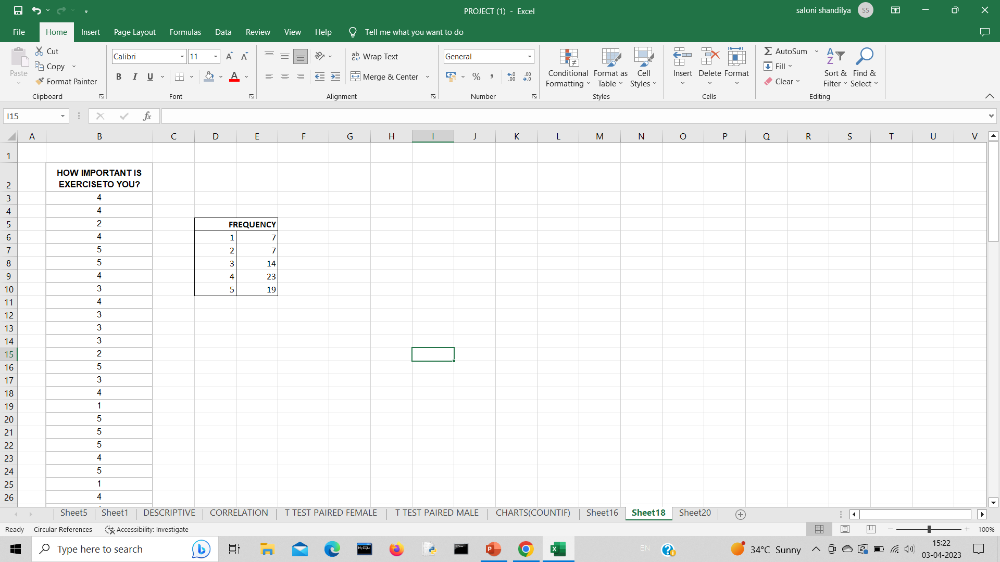 PROJECT (1) - Excel
saloni shandilya SS
File Home Insert Page Layout Formulas Data Review View Help Tell me what you want to do
Paste
Cut
Copy
Format Painter
Clipboard
Calibri 11
B I U
Font
Wrap Text
Merge & Center
Alignment
General
Number
Conditional Formatting
Format as Table
Cell Styles
Styles
Insert Delete Format
Cells
AutoSum
Fill
Clear
Sort & Filter
Find & Select
Editing
I15
fx
A B C D E F G H I J K L M N O P Q R S T U V
1
2 HOW IMPORTANT IS
EXERCISETO YOU?
3 4
4 4
5 2 FREQUENCY
6 4 1 7
7 5 2 7
8 5 3 14
9 4 4 23
10 3 5 19
11 4
12 3
13 3
14 3
15 2
16 5
17 3
18 4
19 1
20 5
21 5
22 5
23 4
24 5
25 1
26 4
Sheet5 Sheet1 DESCRIPTIVE CORRELATION T TEST PAIRED FEMALE T TEST PAIRED MALE CHARTS(COUNTIF) Sheet16 Sheet18 Sheet20
Ready Circular References Accessibility: Investigate 100%
Type here to search EN 34°C Sunny 15:22
03-04-2023